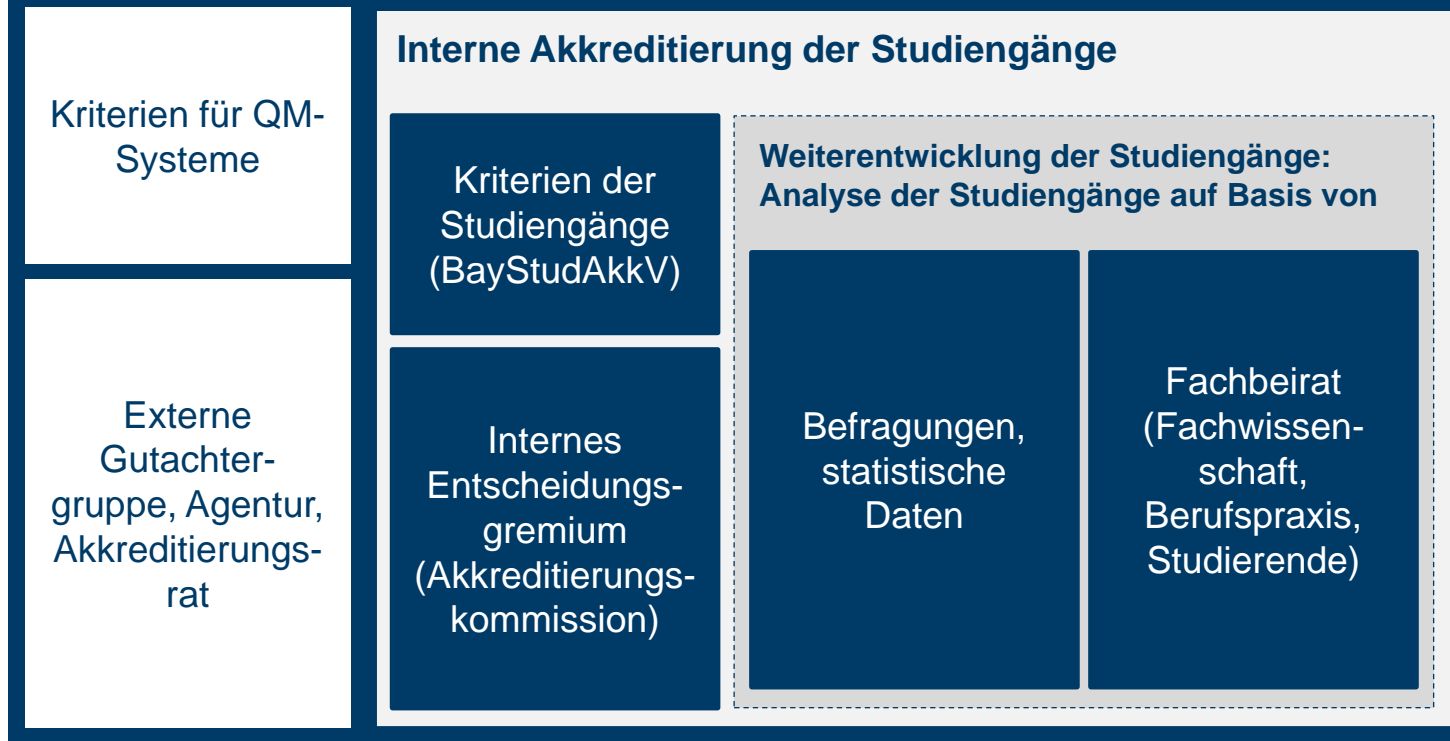 Kriterien für QM-
Systeme
Externe
Gutachter-
gruppe, Agentur,
Akkreditierungs-
rat
Interne Akkreditierung der Studiengänge
Kriterien der
Studiengänge
(BayStudAkkV)
Internes
Entscheidungs-
gremium
(Akkreditierungs-
kommission)
Weiterentwicklung der Studiengänge:
Analyse der Studiengänge auf Basis von
Befragungen,
statistische
Daten
Fachbeirat
(Fachwissen-
schaft,
Berufspraxis,
Studierende)